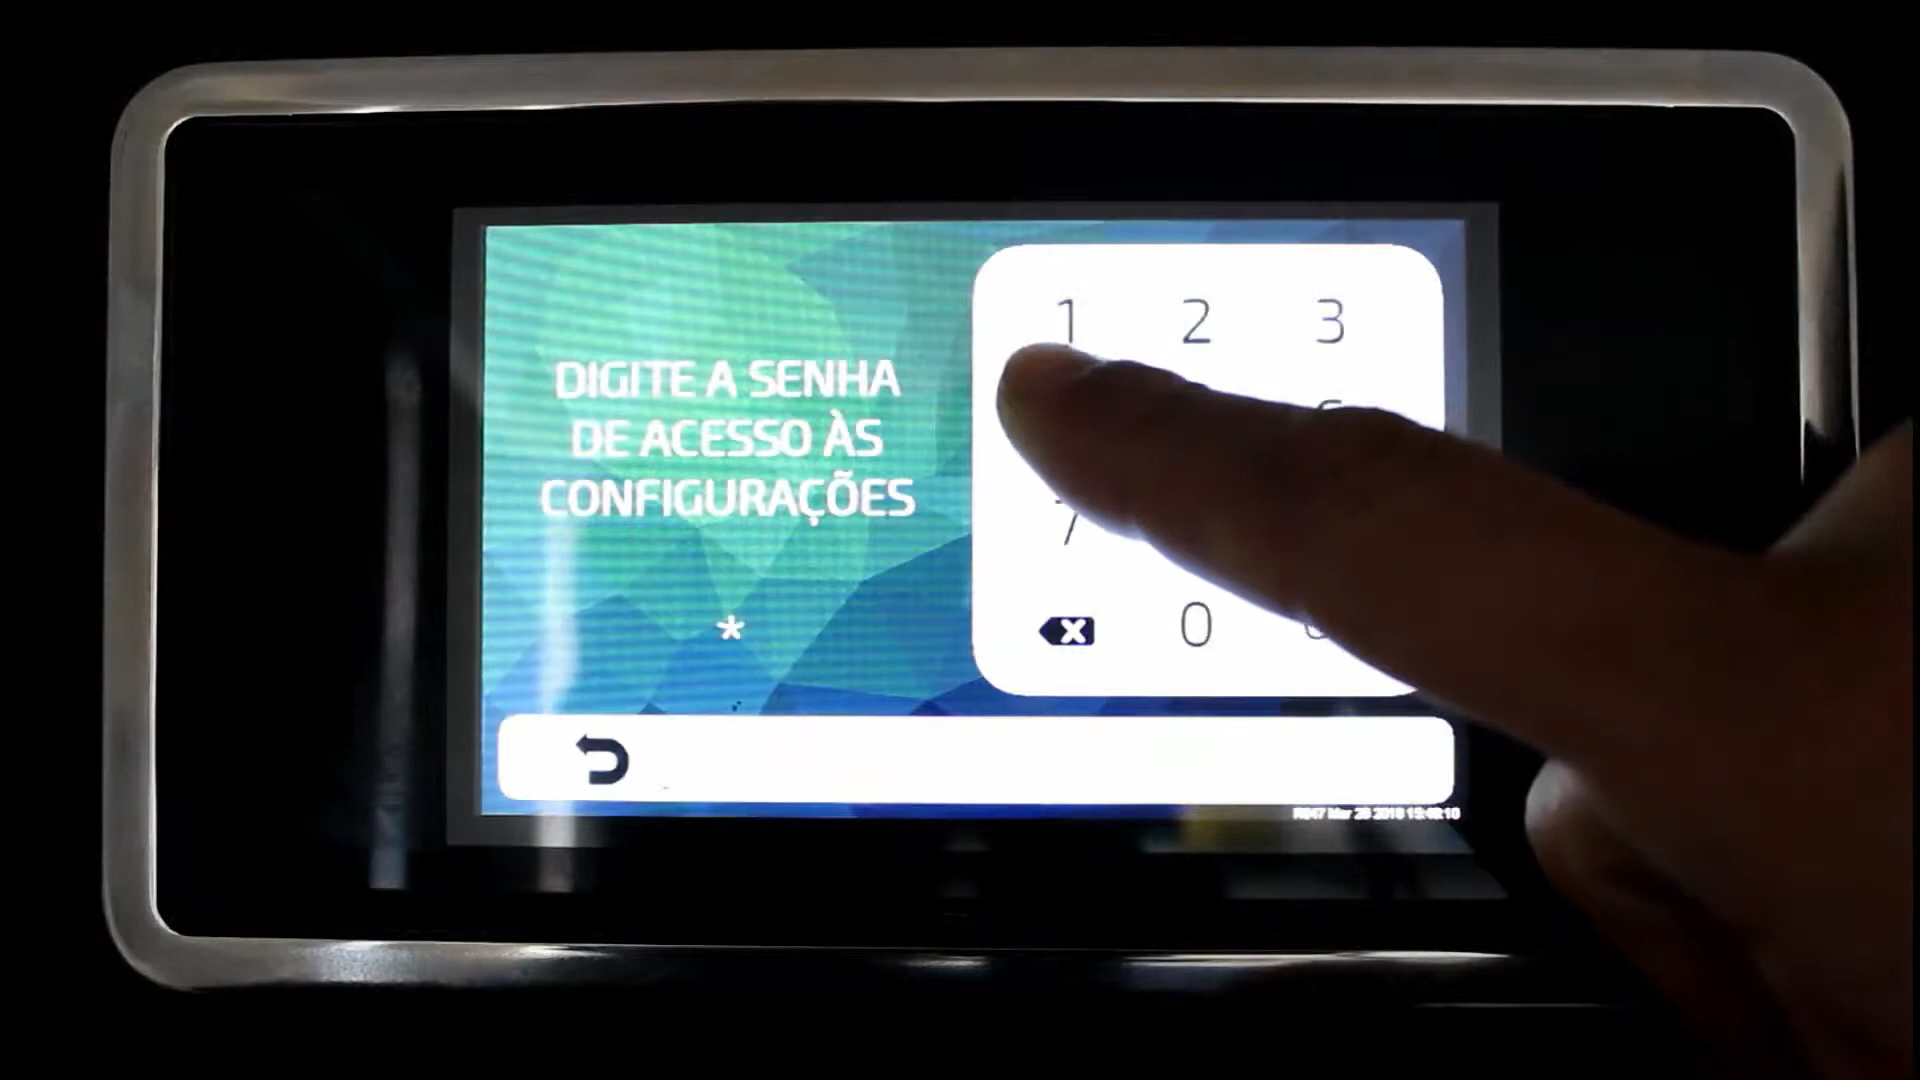 DIGITE A SENHA
DE ACESSO ÀS
CONFIGURAÇÕES
*
1 2 3
7
0